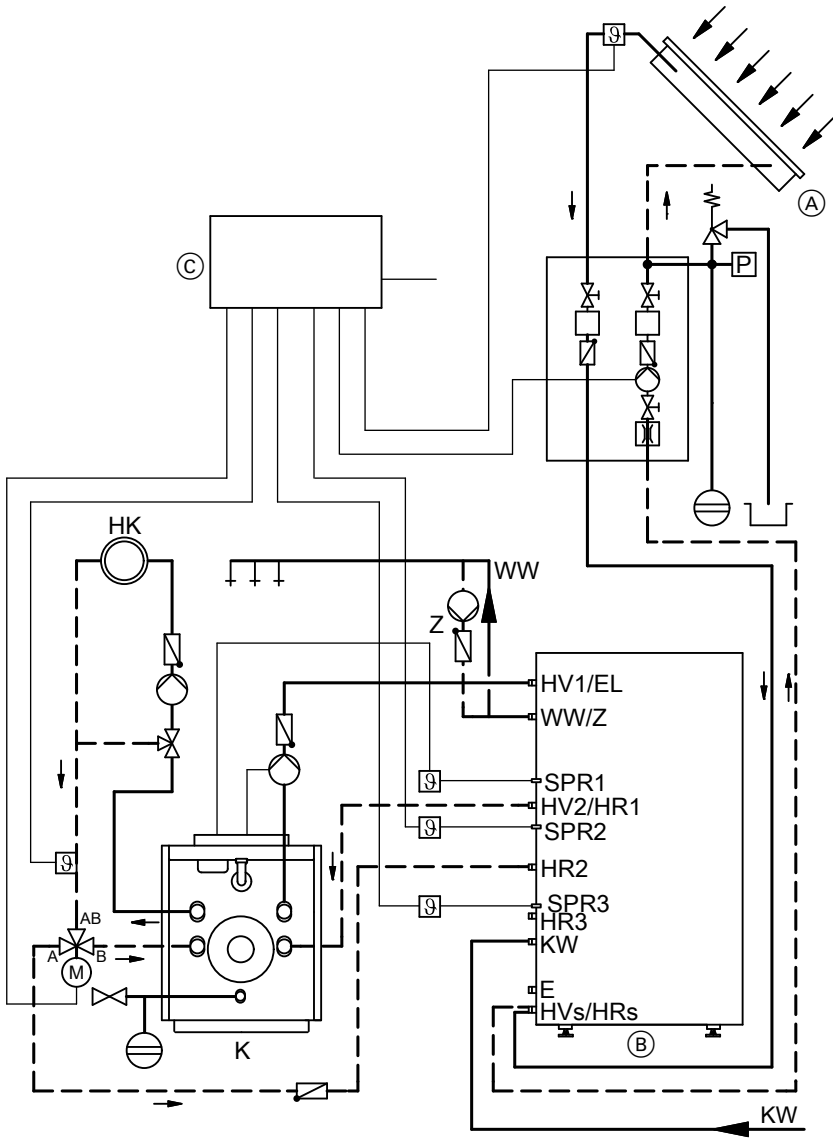 ϑ
A
C
P
HK
WW
Z
HV1/EL
WW/Z
ϑ
SPR1
HV2/HR1
ϑ
SPR2
ϑ
HR2
ϑ
SPR3
HR3
AB
KW
A
B
M
E
HVs/HRs
K
B
KW